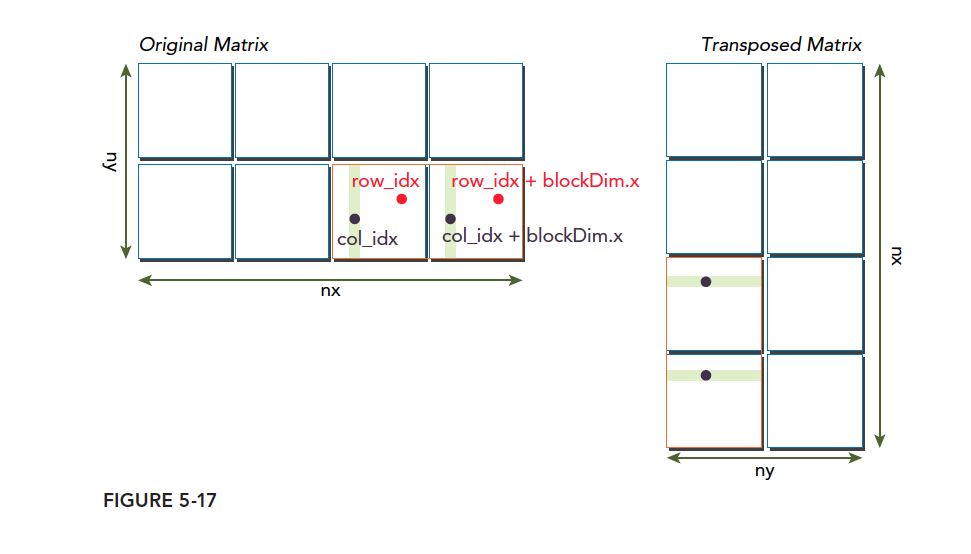 Original Matrix
Transposed Matrix
ny
row_idx
row_idx + blockDim.x
col_idx
col_idx + blockDim.x
nx
nx
ny
FIGURE 5-17